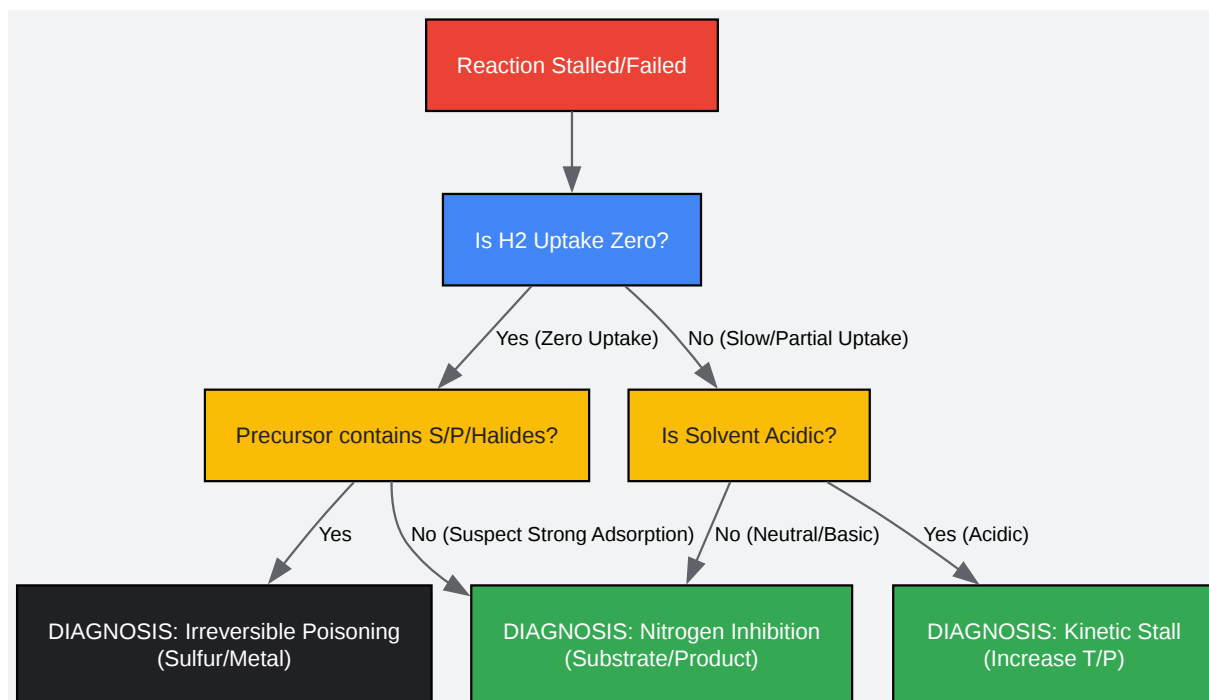 Reaction Stalled/Failed
Is H2 Uptake Zero?
Yes (Zero Uptake)
No (Slow/Partial Uptake)
Precursor contains S/P/Halides?
Is Solvent Acidic?
Yes
No (Suspect Strong Adsorption)
No (Neutral/Basic)
Yes (Acidic)
DIAGNOSIS: Irreversible Poisoning
(Sulfur/Metal)
DIAGNOSIS: Nitrogen Inhibition
(Substrate/Product)
DIAGNOSIS: Kinetic Stall
(Increase T/P)